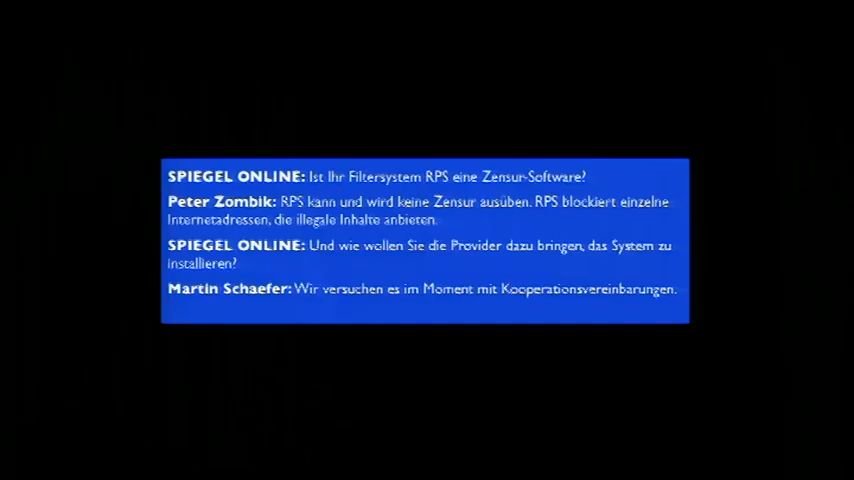 SPIEGEL ONLINE: Ist Ihr Filtersystem RPS eine Zensur-Software?
Peter Zombik: RPS kann und wird keine Zensur ausüben. RPS blockiert einzelne
Internetadressen, die illegale Inhalte anbieten.
SPIEGEL ONLINE: Und wie wollen Sie die Provider dazu bringen, das System zu
installieren?
Martin Schaefer: Wir versuchen es im Moment mit Kooperationsvereinbarungen.